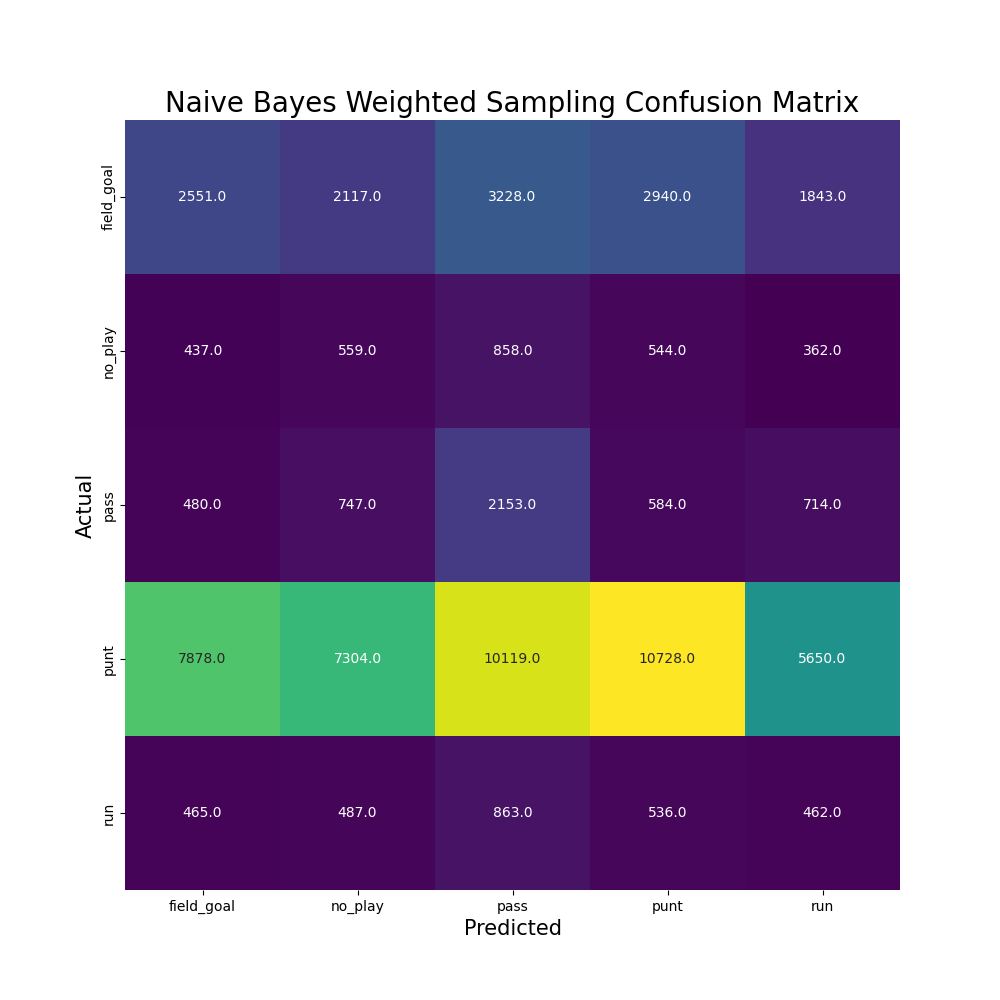 Naive Bayes Weighted Sampling Confusion Matrix
field_goal 2551.0 2117.0 3228.0 2940.0 1843.0
no_play 437.0 559.0 858.0 544.0 362.0
Actual
pass 480.0 747.0 2153.0 584.0 714.0
punt 7878.0 7304.0 10119.0 10728.0 5650.0
run 465.0 487.0 863.0 536.0 462.0
field_goal no_play pass punt run
Predicted